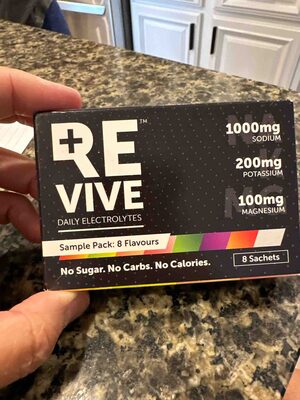 RE™
VIVE
DAILY ELECTROLYTES
1000mg
SODIUM
200mg
POTASSIUM
100mg
MAGNESIUM
Sample Pack: 8 Flavours
No Sugar. No Carbs. No Calories.
8 Sachets